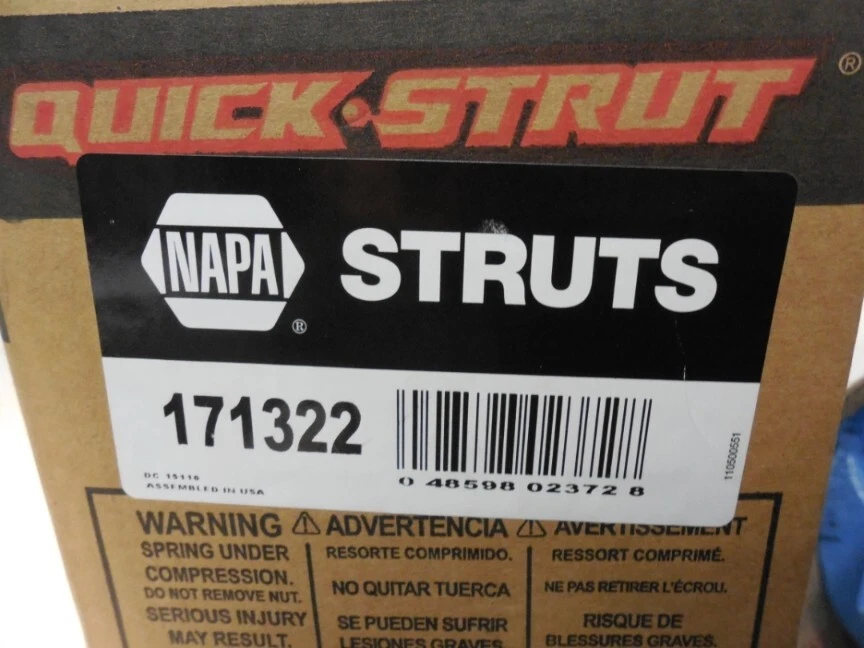 QUICK·STRUT®
NAPA® STRUTS
171322
0 48598 02372 8
110500551
DC 15118
ASSEMBLED IN USA
WARNING ⚠ ADVERTENCIA ⚠ AVERTISSEMENT
SPRING UNDER
COMPRESSION.
DO NOT REMOVE NUT.
SERIOUS INJURY
MAY RESULT.
RESORTE COMPRIMIDO.
NO QUITAR TUERCA
SE PUEDEN SUFRIR
LESIONES GRAVES
RESSORT COMPRIMÉ.
NE PAS RETIRER L'ÉCROU.
RISQUE DE
BLESSURES GRAVES.